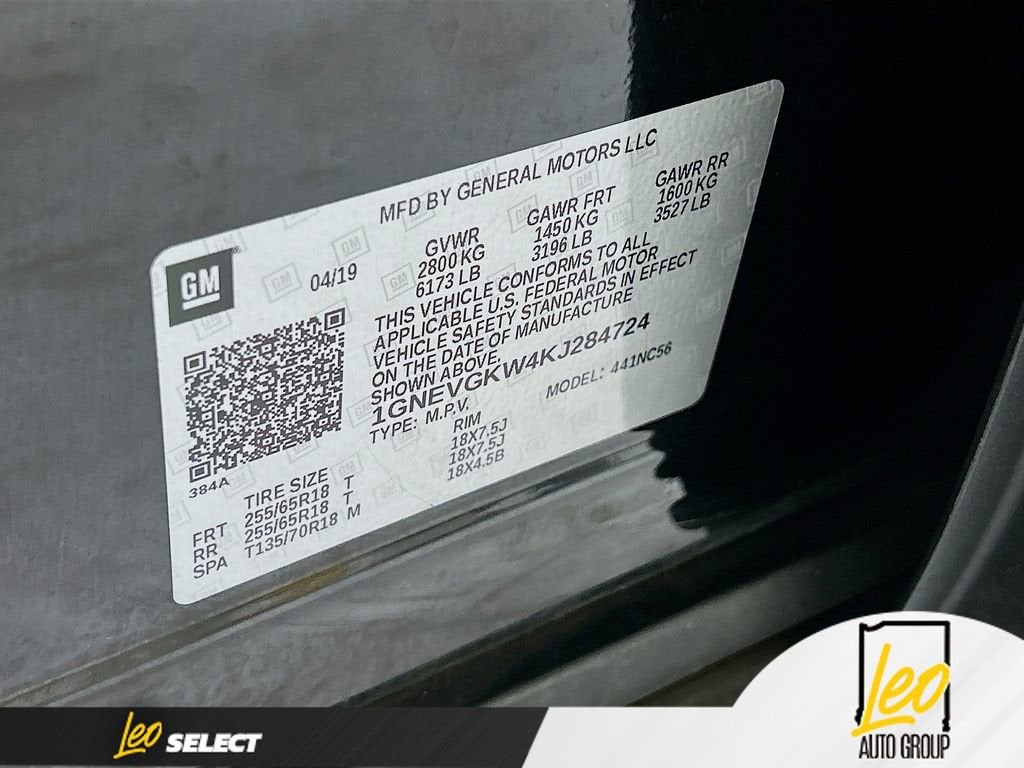 MFD BY GENERAL MOTORS LLC
GM
04/19
GVWR GAWR FRT GAWR RR
2800 KG 1450 KG 1600 KG
6173 LB 3196 LB 3527 LB
THIS VEHICLE CONFORMS TO ALL
APPLICABLE U.S. FEDERAL MOTOR
VEHICLE SAFETY STANDARDS IN EFFECT
ON THE DATE OF MANUFACTURE
SHOWN ABOVE.
1GNEVGKW4KJ284724
TYPE: M.P.V. MODEL: 441NC56
384A
TIRE SIZE RIM
FRT 255/65R18 T 18X7.5J
RR 255/65R18 T 18X7.5J
SPA T135/70R18 M 18X4.5B
Leo SELECT
Leo
AUTO GROUP